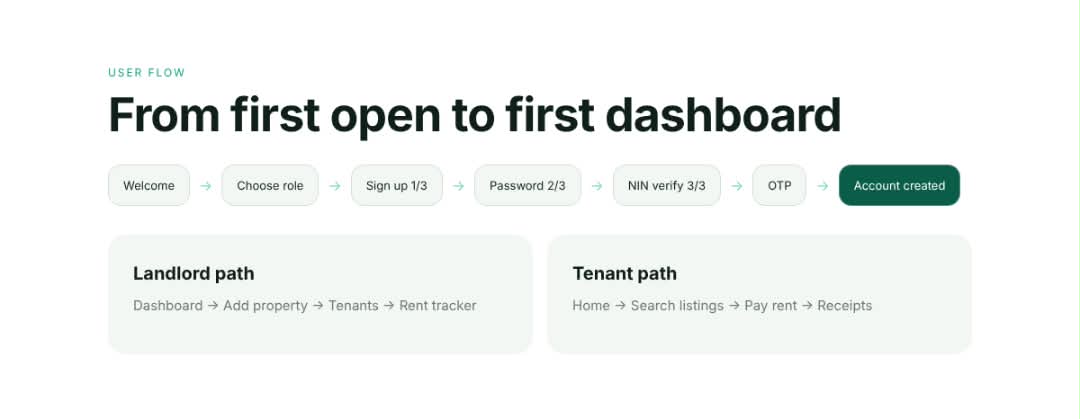 USER FLOW
From first open to first dashboard
Welcome → Choose role → Sign up 1/3 → Password 2/3 → NIN verify 3/3 → OTP → Account created
Landlord path
Dashboard → Add property → Tenants → Rent tracker
Tenant path
Home → Search listings → Pay rent → Receipts